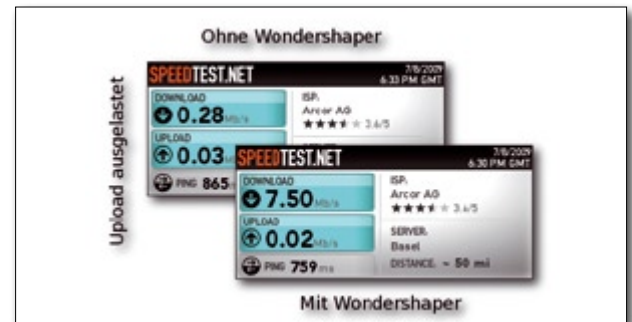 Ohne Wondershaper
Upload ausgelastet
SPEEDTEST.NET
7/8/2009
6:33 PM GMT
DOWNLOAD
0.28 Mb/s
UPLOAD
0.03 Mb/s
PING 865
ISP:
Arcor AG
3.6/5
SPEEDTEST.NET
7/8/2009
6:30 PM GMT
DOWNLOAD
7.50 Mb/s
UPLOAD
0.02 Mb/s
PING 759 ms
ISP:
Arcor AG
3.6/5
SERVER:
Basel
DISTANCE: ~ 50 mi
Mit Wondershaper